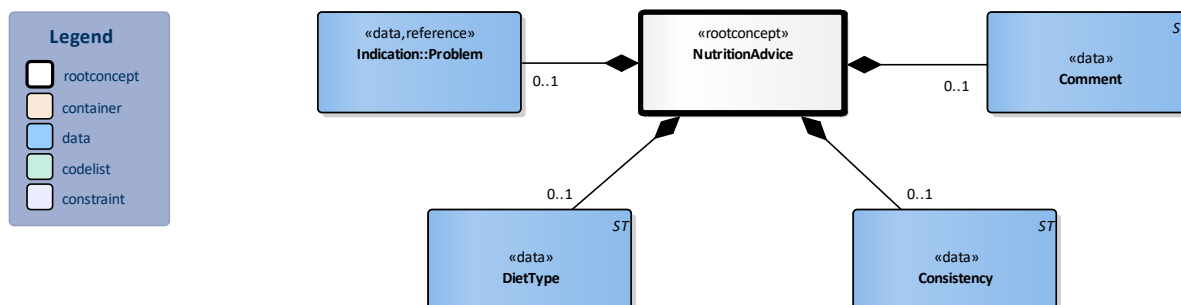 Legend
rootconcept
container
data
codelist
constraint
«data,reference»
Indication::Problem
0..1
«rootconcept»
NutritionAdvice
«data»
Comment
0..1
0..1
0..1
ST
«data»
DietType
ST
«data»
Consistency